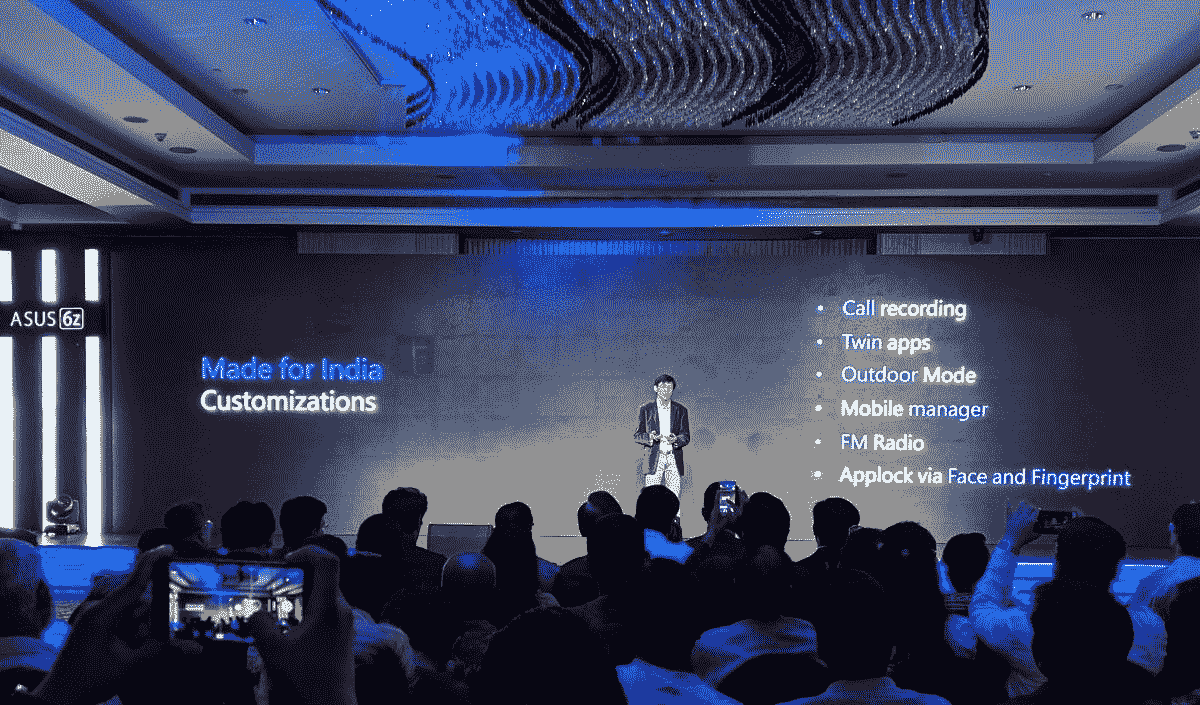 ASUS 6z
Made for India
Customizations
• Call recording
• Twin apps
• Outdoor Mode
• Mobile manager
• FM Radio
• Applock via Face and Fingerprint